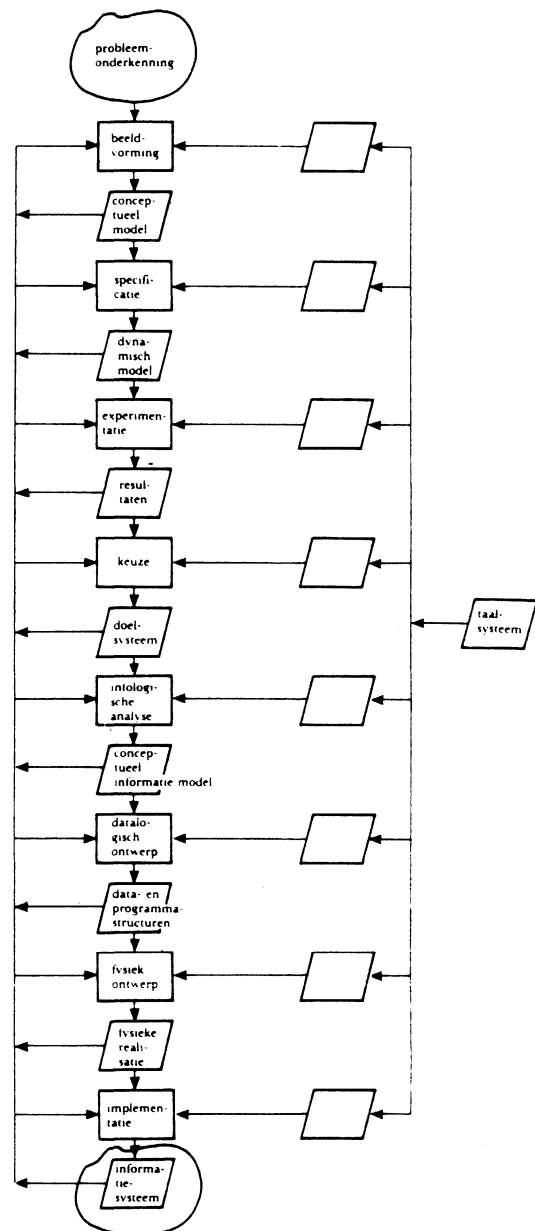 probleem-
onderkenning
beeld-
vorming
concep-
tueel
model
specifi-
catie
dyna-
misch
model
experimen-
tatie
resul-
taten
keuze
doel-
systeem
taal-
systeem
infologi-
sche
analyse
concep-
tueel
informatie model
datalo-
gisch
ontwerp
data- en
programma-
structuren
fysiek
ontwerp
fysieke
reali-
satie
implemen-
tatie
informa-
tie-
systeem